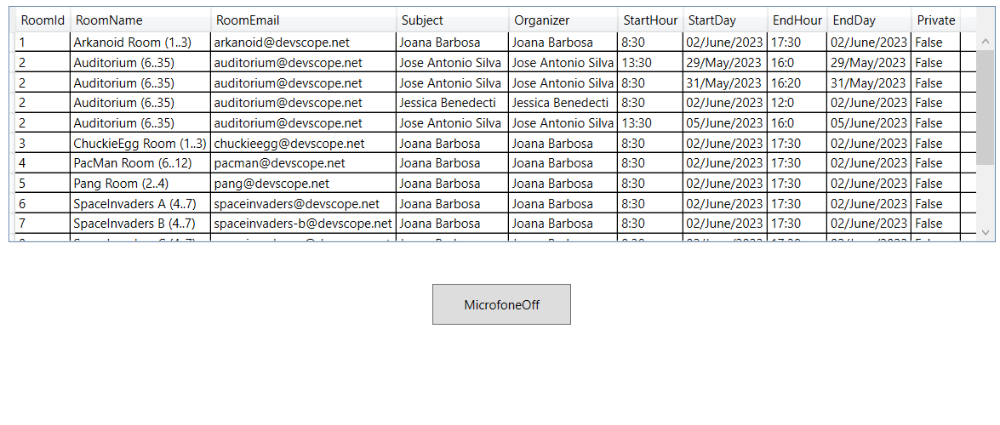 RoomId RoomName RoomEmail Subject Organizer StartHour StartDay EndHour EndDay Private
1 Arkanoid Room (1..3) arkanoid@devscope.net Joana Barbosa Joana Barbosa 8:30 02/June/2023 17:30 02/June/2023 False
2 Auditorium (6..35) auditorium@devscope.net Jose Antonio Silva Jose Antonio Silva 13:30 29/May/2023 16:0 29/May/2023 False
2 Auditorium (6..35) auditorium@devscope.net Jose Antonio Silva Jose Antonio Silva 8:30 31/May/2023 16:20 31/May/2023 False
2 Auditorium (6..35) auditorium@devscope.net Jessica Benedecti Jessica Benedecti 8:30 02/June/2023 12:0 02/June/2023 False
2 Auditorium (6..35) auditorium@devscope.net Jose Antonio Silva Jose Antonio Silva 13:30 05/June/2023 16:0 05/June/2023 False
3 ChuckieEgg Room (1..3) chuckieegg@devscope.net Joana Barbosa Joana Barbosa 8:30 02/June/2023 17:30 02/June/2023 False
4 PacMan Room (6..12) pacman@devscope.net Joana Barbosa Joana Barbosa 8:30 02/June/2023 17:30 02/June/2023 False
5 Pang Room (2..4) pang@devscope.net Joana Barbosa Joana Barbosa 8:30 02/June/2023 17:30 02/June/2023 False
6 SpaceInvaders A (4..7) spaceinvaders@devscope.net Joana Barbosa Joana Barbosa 8:30 02/June/2023 17:30 02/June/2023 False
7 SpaceInvaders B (4..7) spaceinvaders-b@devscope.net Joana Barbosa Joana Barbosa 8:30 02/June/2023 17:30 02/June/2023 False
MicrofoneOff